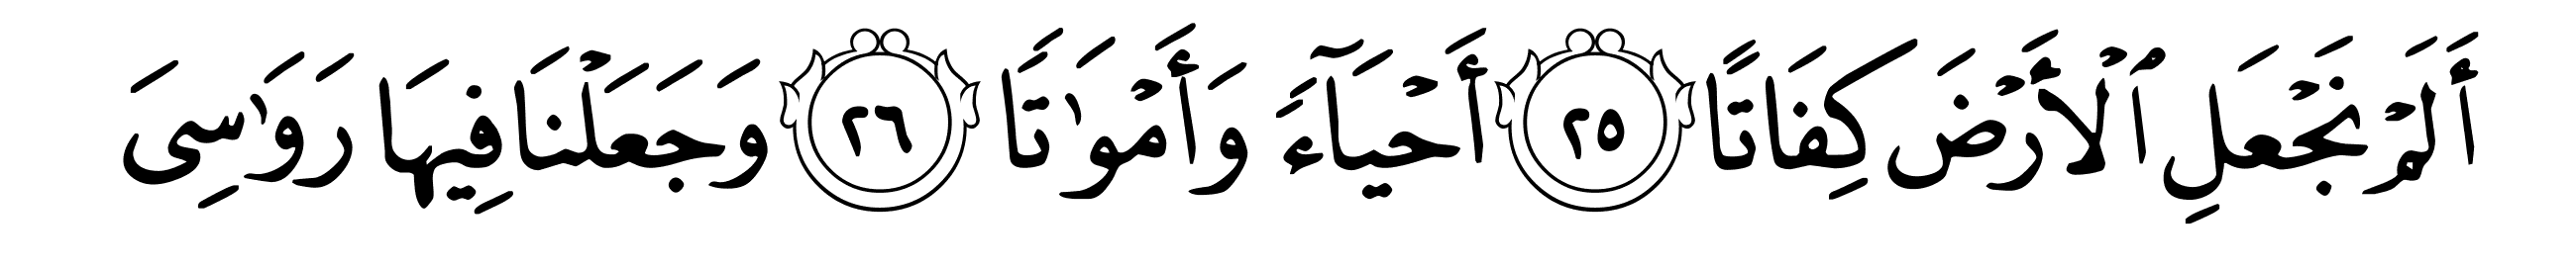 أَلَمۡ نَجۡعَلِ ٱلۡأَرۡضَ كِفَاتًا ٢٥ أَحۡيَآءٗ وَأَمۡوَٰتٗا ٢٦ وَجَعَلۡنَا فِيهَا رَوَٰسِيَ